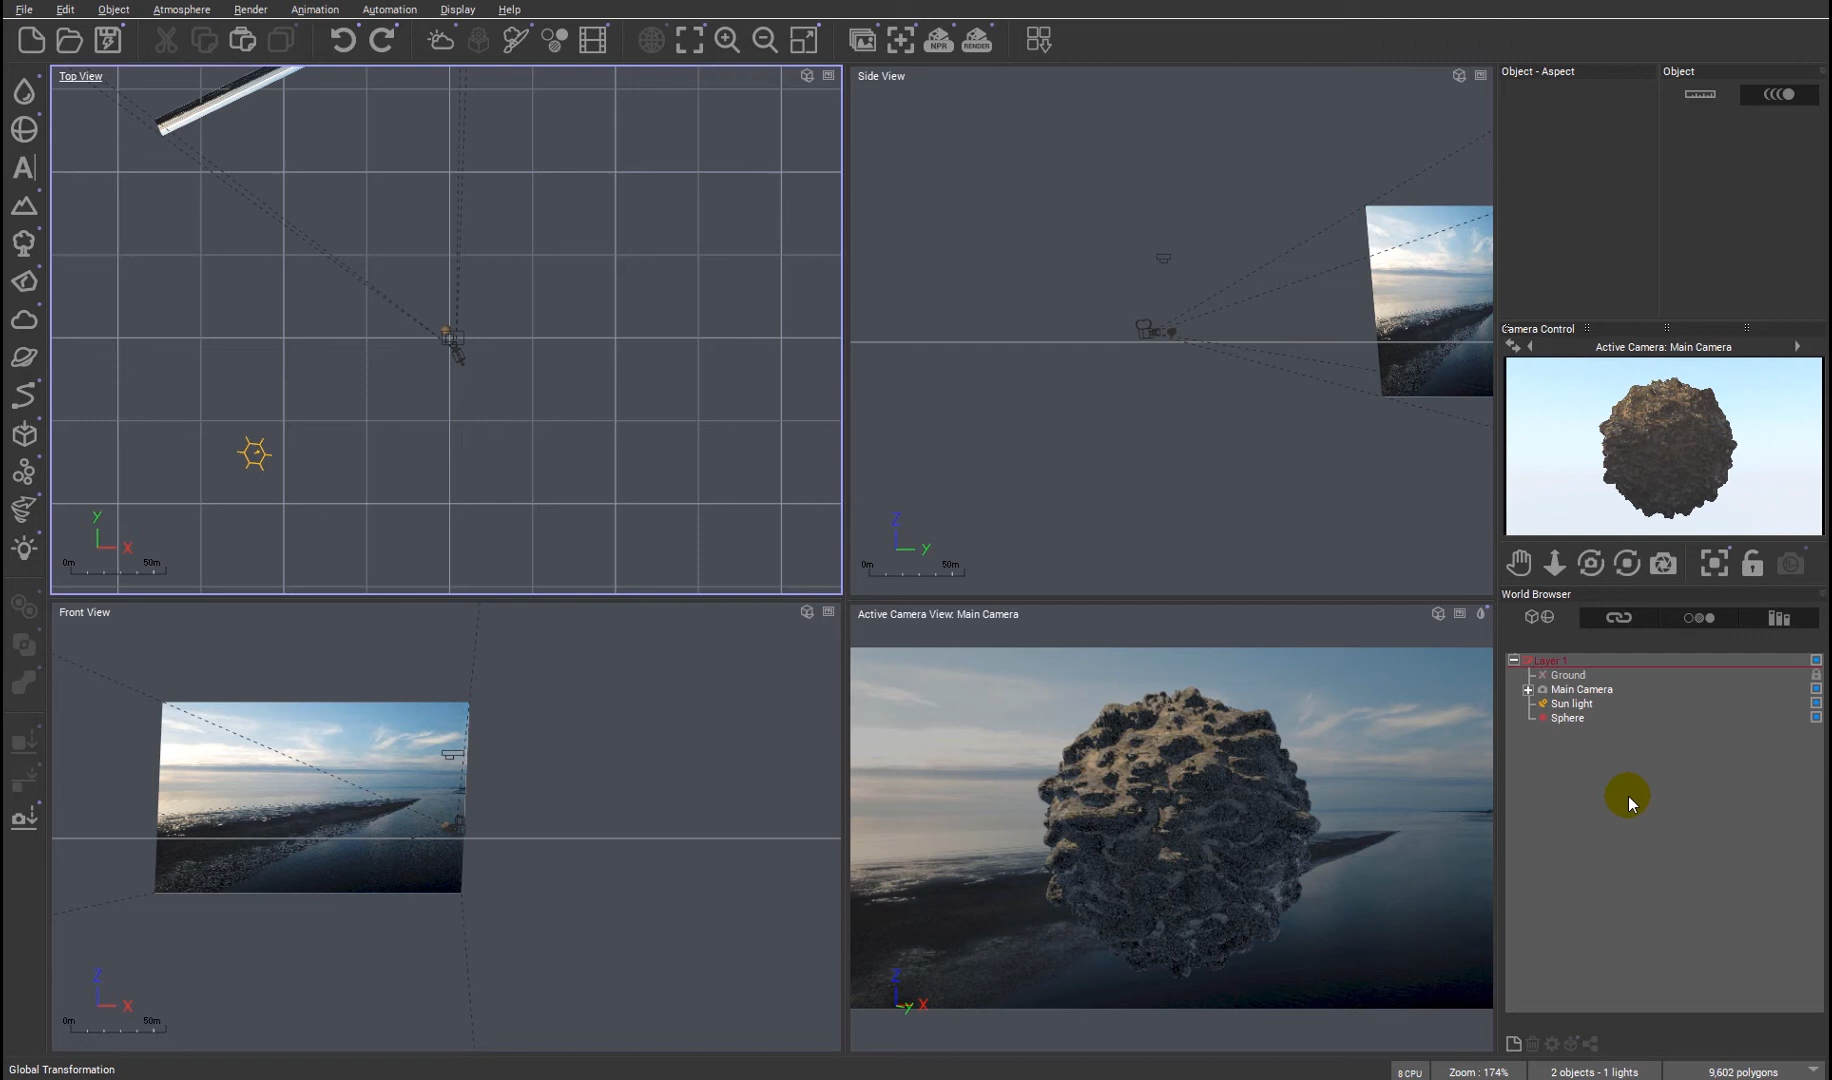 File Edit Object Atmosphere Render Animation Automation Display Help
NPR
RENDER
A
Top View
Y
X
0m 50m
Side View
Z
Y
0m 50m
Front View
Z
X
0m 50m
Active Camera View: Main Camera
Z
Y X
Object - Aspect
Object
Camera Control
Active Camera: Main Camera
World Browser
Layer 1
Ground
Main Camera
Sun light
Sphere
Global Transformation
8 CPU
Zoom : 174%
2 objects - 1 lights
9,602 polygons